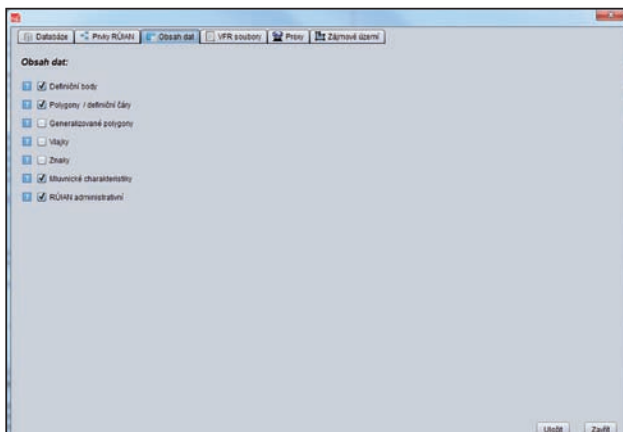 Databáze Prvky RÚIAN Obsah dat VFR soubory Proxy Zájmové území
Obsah dat:
Definiční body
Polygony / definiční čáry
Generalizované polygony
Vlajky
Znaky
Mluvnické charakteristiky
RÚIAN administrativní
Uložit Zavřít